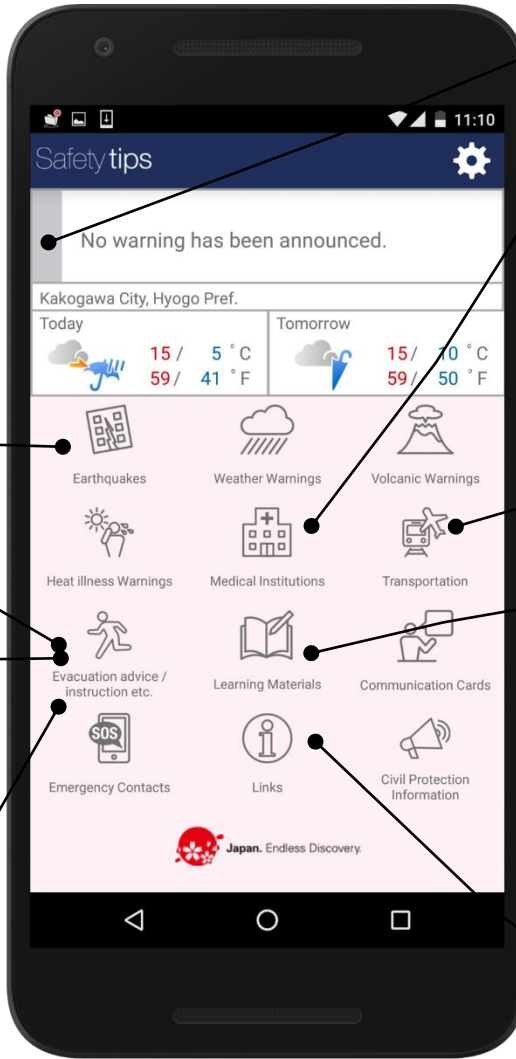 11:10
Safety tips
No warning has been announced.
Kakogawa City, Hyogo Pref.
Today
15 / 5 °C
59 / 41 °F
Tomorrow
15 / 10 °C
59 / 50 °F
Earthquakes
Weather Warnings
Volcanic Warnings
Heat illness Warnings
Medical Institutions
Transportation
Evacuation advice /
instruction etc.
Learning Materials
Communication Cards
SOS
Emergency Contacts
Links
Civil Protection
Information
Japan. Endless Discovery.